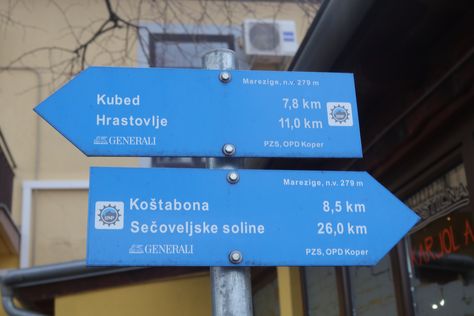 Marezige, n.v. 279 m
Kubed 7,8 km
Hrastovlje 11,0 km
GENERALI PZS, OPD Koper
Marezige, n.v. 279 m
Koštabona 8,5 km
Sečoveljske soline 26,0 km
GENERALI PZS, OPD Koper